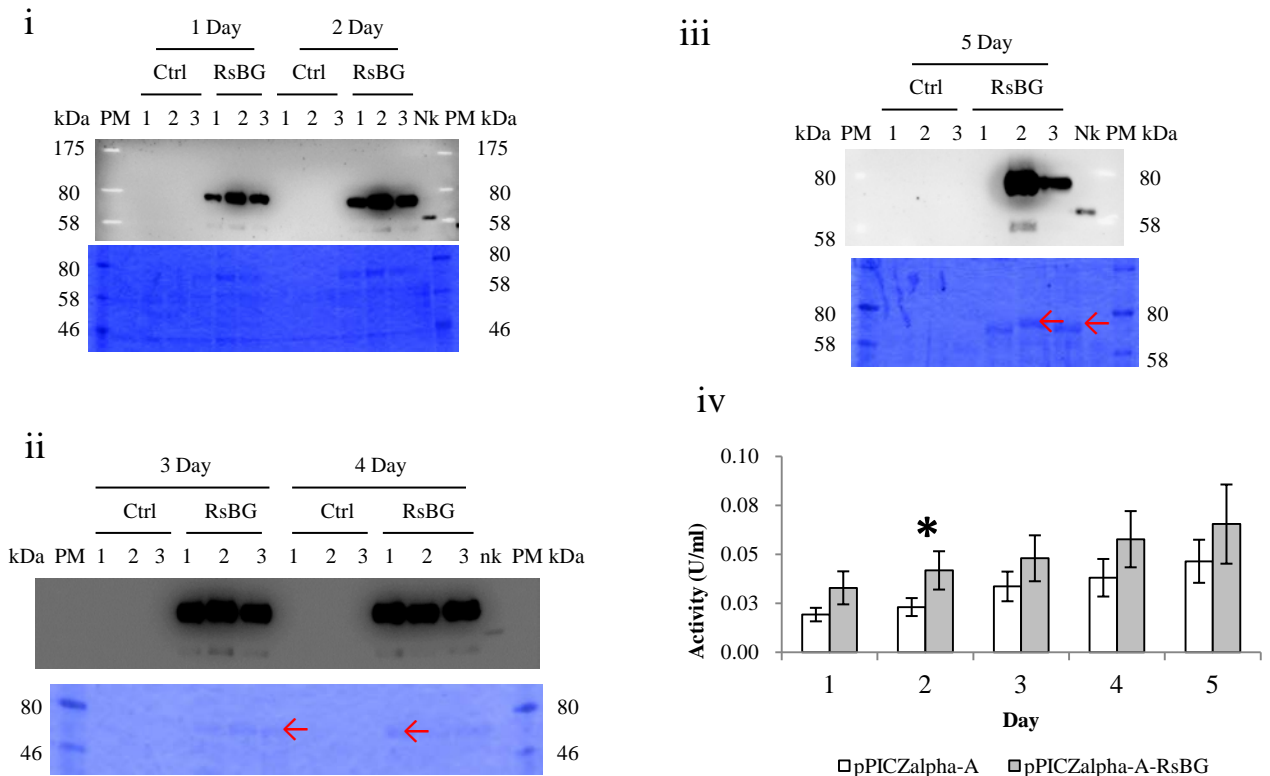 i
1 Day 2 Day
Ctrl RsBG Ctrl RsBG
kDa PM 1 2 3 1 2 3 1 2 3 1 2 3 Nk PM kDa
175 175
80 80
58 58
80 80
58 58
46 46
ii
3 Day 4 Day
Ctrl RsBG Ctrl RsBG
kDa PM 1 2 3 1 2 3 1 2 3 1 2 3 nk PM kDa
80 80
46 46
iii
5 Day
Ctrl RsBG
kDa PM 1 2 3 1 2 3 Nk PM kDa
80 80
58 58
80 80
58 58
iv
Activity (U/ml)
0.10
0.08
*
0.05
0.03
0.00
1 2 3 4 5
Day
pPICZalpha-A pPICZalpha-A-RsBG